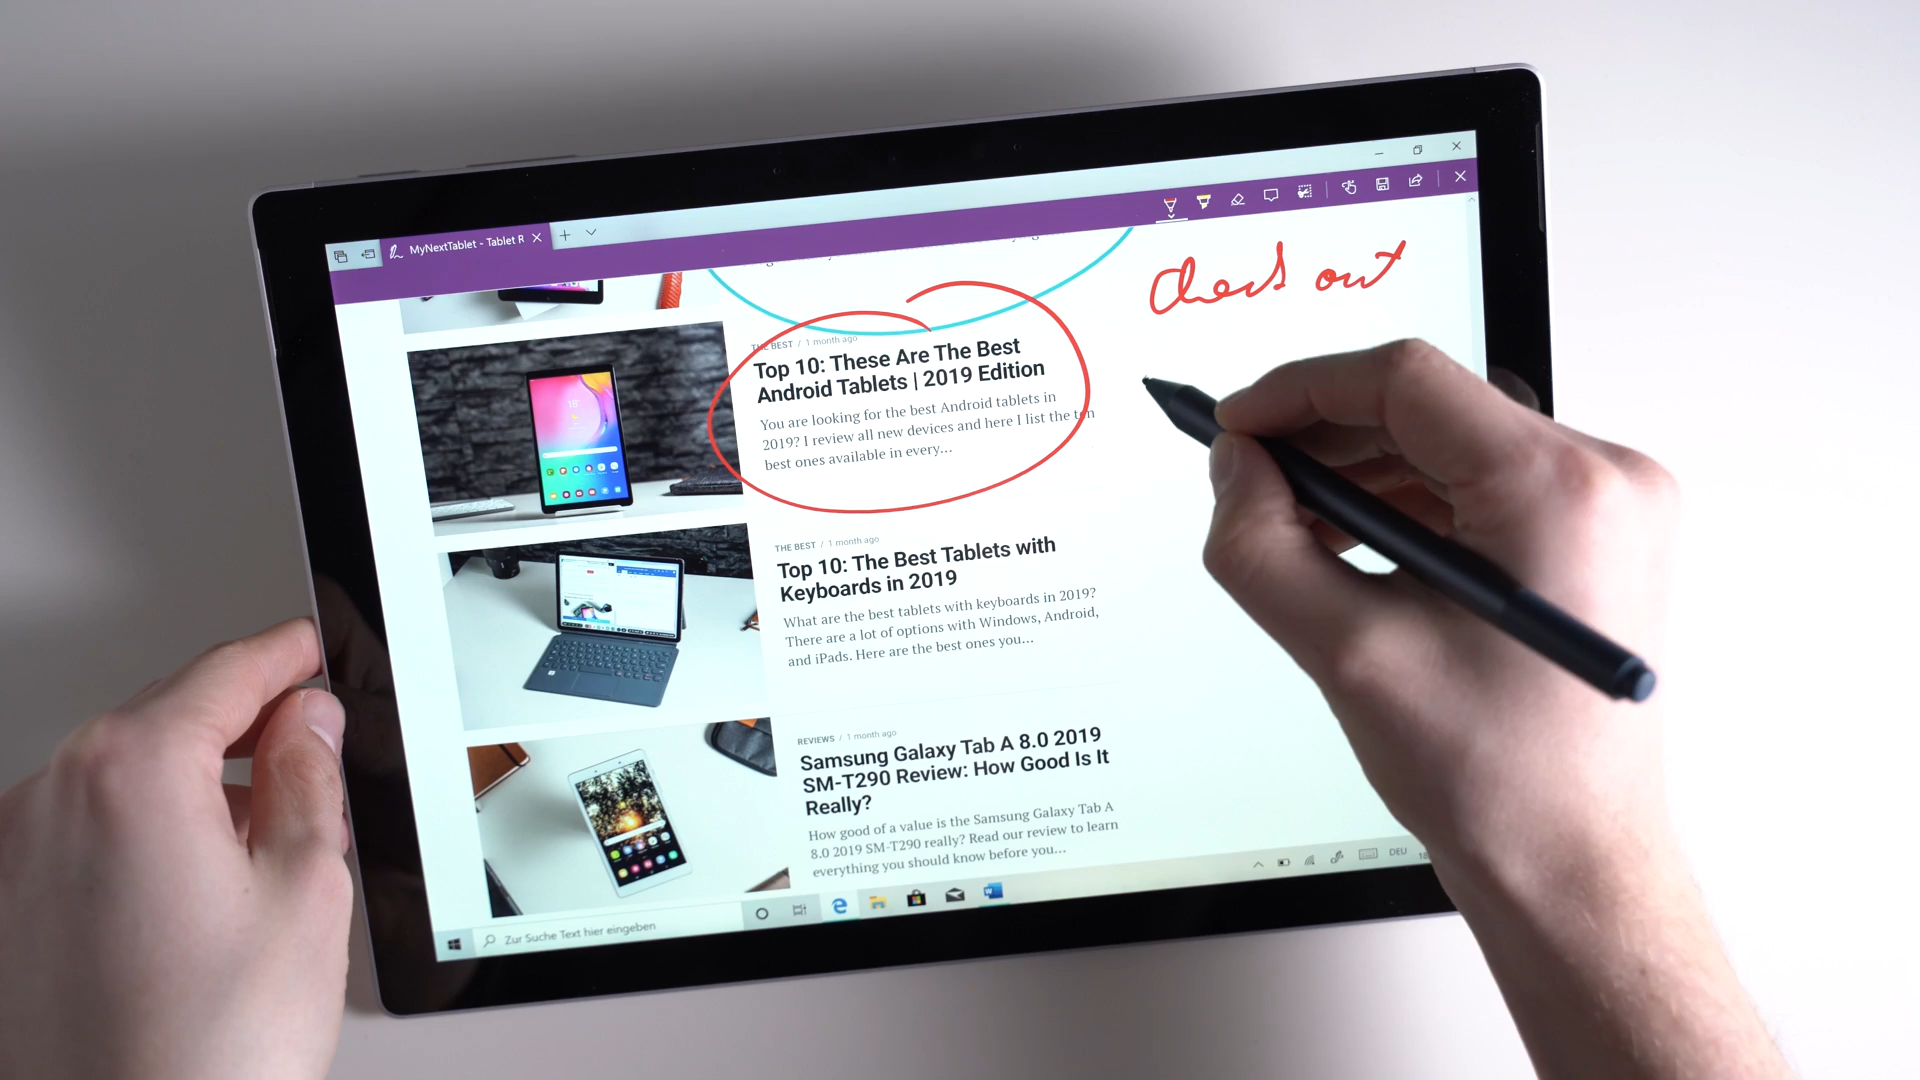 MyNextTablet - Tablet R
check out
THE BEST / 1 month ago
Top 10: These Are The Best
Android Tablets | 2019 Edition
You are looking for the best Android tablets in
2019? I review all new devices and here I list the ten
best ones available in every...
THE BEST / 1 month ago
Top 10: The Best Tablets with
Keyboards in 2019
What are the best tablets with keyboards in 2019?
There are a lot of options with Windows, Android,
and iPads. Here are the best ones you...
REVIEWS / 1 month ago
Samsung Galaxy Tab A 8.0 2019
SM-T290 Review: How Good Is It
Really?
How good of a value is the Samsung Galaxy Tab A
8.0 2019 SM-T290 really? Read our review to learn
everything you should know before you...
Zur Suche Text hier eingeben
DEU